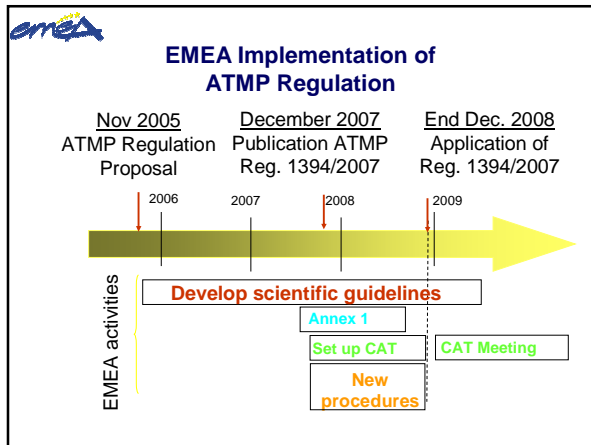 emeA
EMEA Implementation of
ATMP Regulation
Nov 2005
ATMP Regulation
Proposal
December 2007
Publication ATMP
Reg. 1394/2007
End Dec. 2008
Application of
Reg. 1394/2007
2006
2007
2008
2009
EMEA activities
Develop scientific guidelines
Annex 1
Set up CAT
CAT Meeting
New
procedures